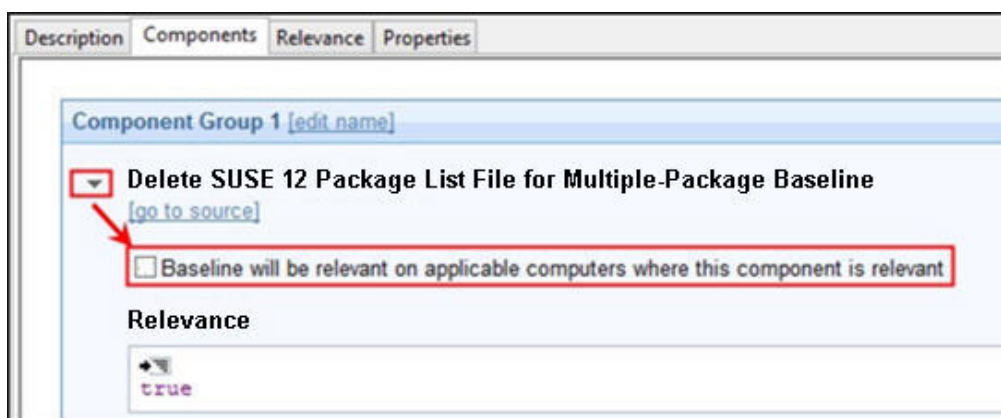 Description Components Relevance Properties
Component Group 1 [edit name]
Delete SUSE 12 Package List File for Multiple-Package Baseline
[go to source]
Baseline will be relevant on applicable computers where this component is relevant
Relevance
true